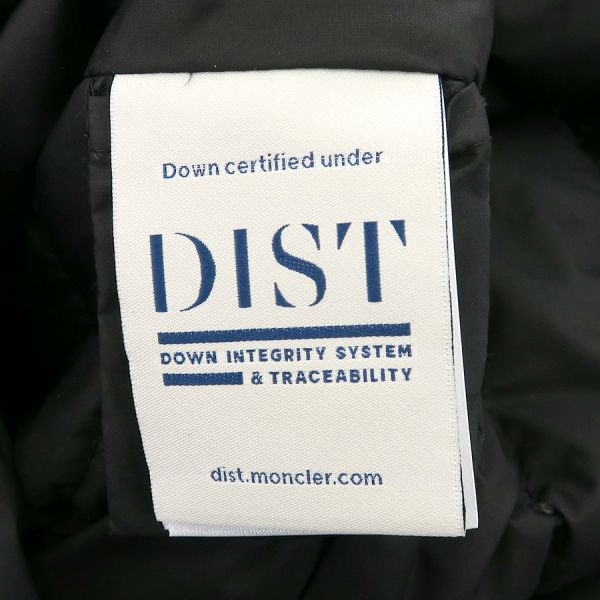 Down certified under
DIST
DOWN INTEGRITY SYSTEM
& TRACEABILITY
dist.moncler.com